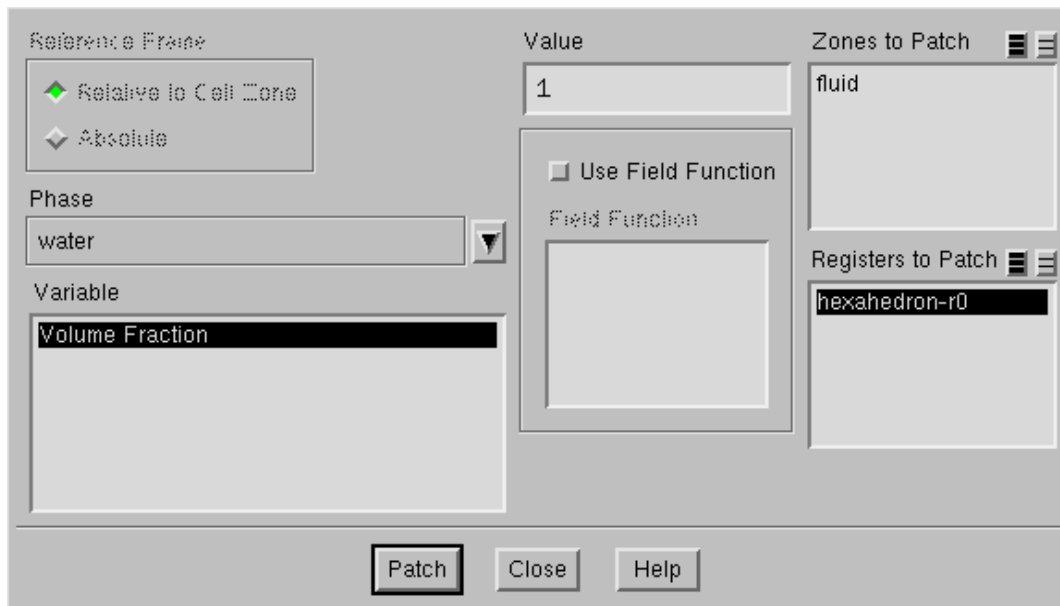 Reference Frame
Relative to Cell Zone
Absolute
Phase
water
Variable
Volume Fraction
Value
1
Use Field Function
Field Function
Zones to Patch
fluid
Registers to Patch
hexahedron-r0
Patch
Close
Help